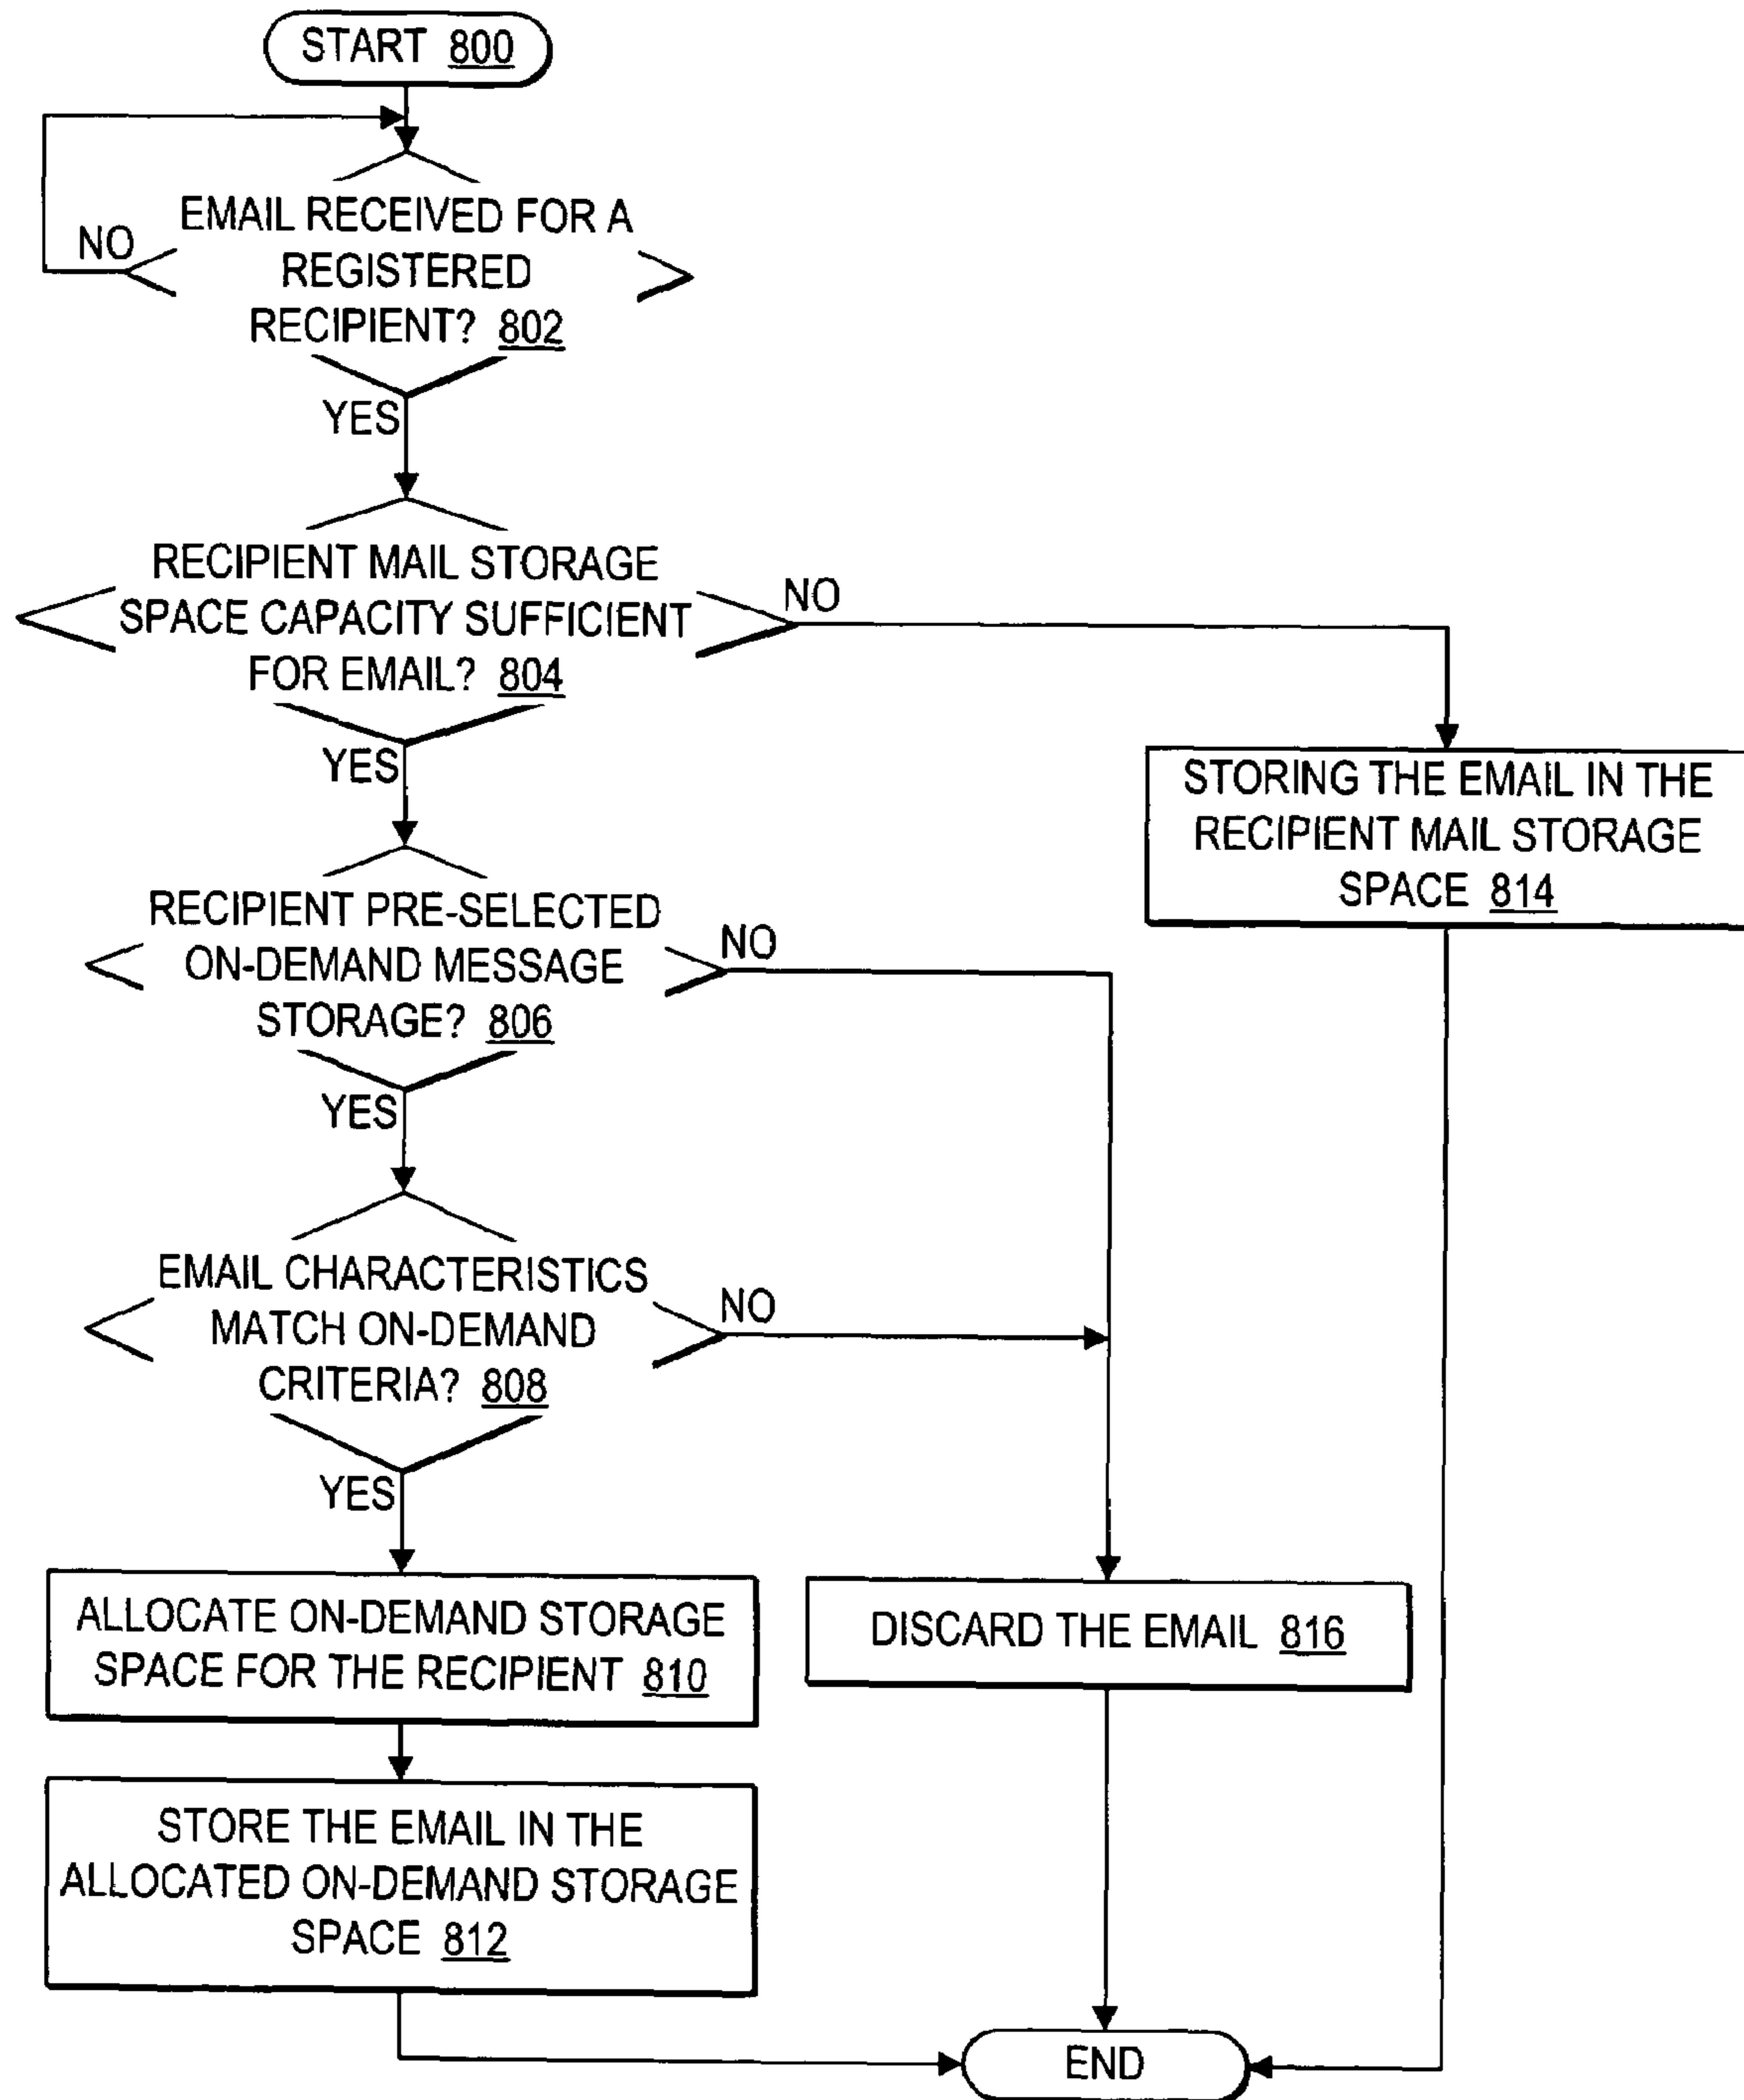 START 800
EMAIL RECEIVED FOR A
REGISTERED
RECIPIENT? 802
NO
YES
RECIPIENT MAIL STORAGE
SPACE CAPACITY SUFFICIENT
FOR EMAIL? 804
NO
YES
STORING THE EMAIL IN THE
RECIPIENT MAIL STORAGE
SPACE 814
RECIPIENT PRE-SELECTED
ON-DEMAND MESSAGE
STORAGE? 806
NO
YES
EMAIL CHARACTERISTICS
MATCH ON-DEMAND
CRITERIA? 808
NO
YES
ALLOCATE ON-DEMAND STORAGE
SPACE FOR THE RECIPIENT 810
DISCARD THE EMAIL 816
STORE THE EMAIL IN THE
ALLOCATED ON-DEMAND STORAGE
SPACE 812
END